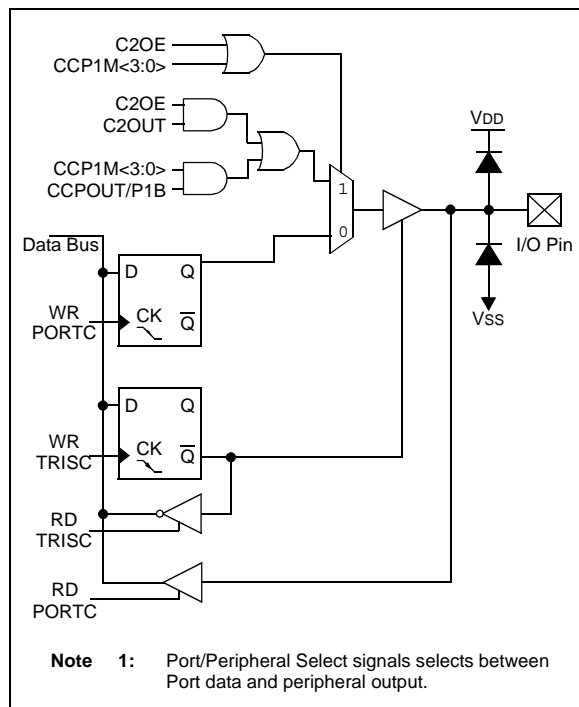 C2OE
CCP1M<3:0>
C2OE
C2OUT
CCP1M<3:0>
CCPOUT/P1B
1
0
VDD
I/O Pin
VSS
Data Bus
D Q
WR
PORTC
CK
Q
D Q
WR
TRISC
CK
Q
RD
TRISC
RD
PORTC
Note 1: Port/Peripheral Select signals selects between
Port data and peripheral output.